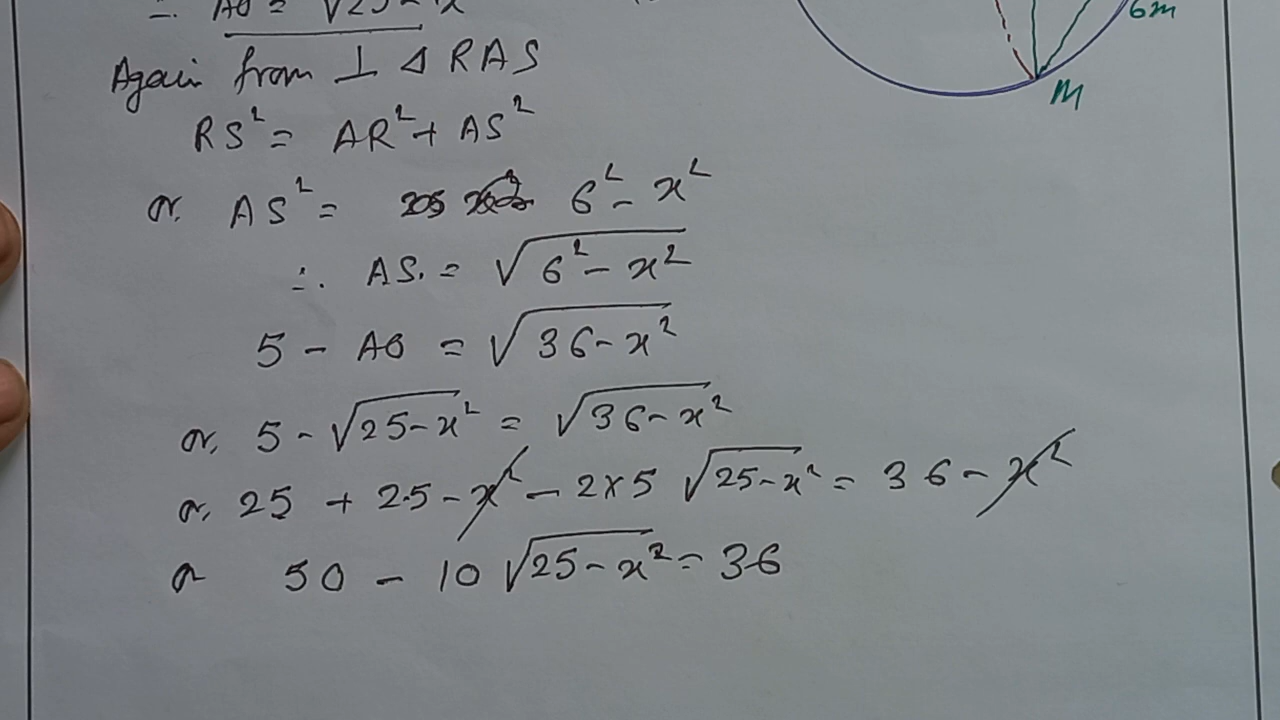 ∴ AO = √25 - x
6m
M
Again from ⊥ Δ RAS
RS² = AR² + AS²
or, AS² = 6² - x²
∴ AS = √6² - x²
5 - AO = √36 - x²
or, 5 - √25 - x² = √36 - x²
or, 25 + 25 - x² - 2×5 √25 - x² = 36 - x²
or 50 - 10 √25 - x² = 36